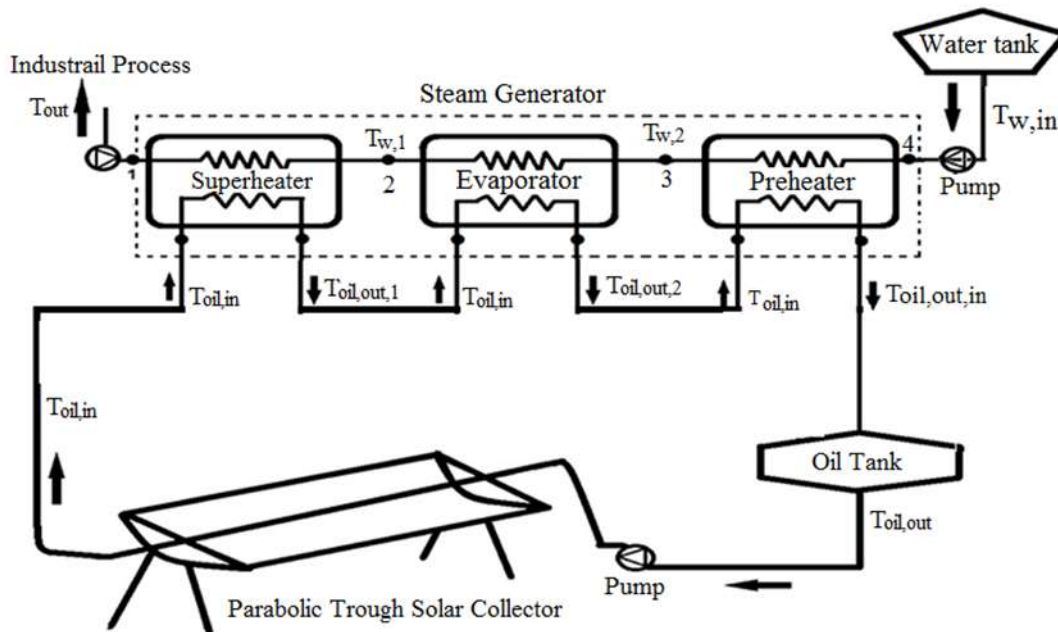 Water tank
Industrail Process
Tout
Steam Generator
Tw,in
Tw,1
Tw,2
1
Superheater
2
Evaporator
3
Preheater
4
Pump
Toil,in
Toil,out,1
Toil,in
Toil,out,2
Toil,in
Toil,out,in
Toil,in
Oil Tank
Toil,out
Pump
Parabolic Trough Solar Collector